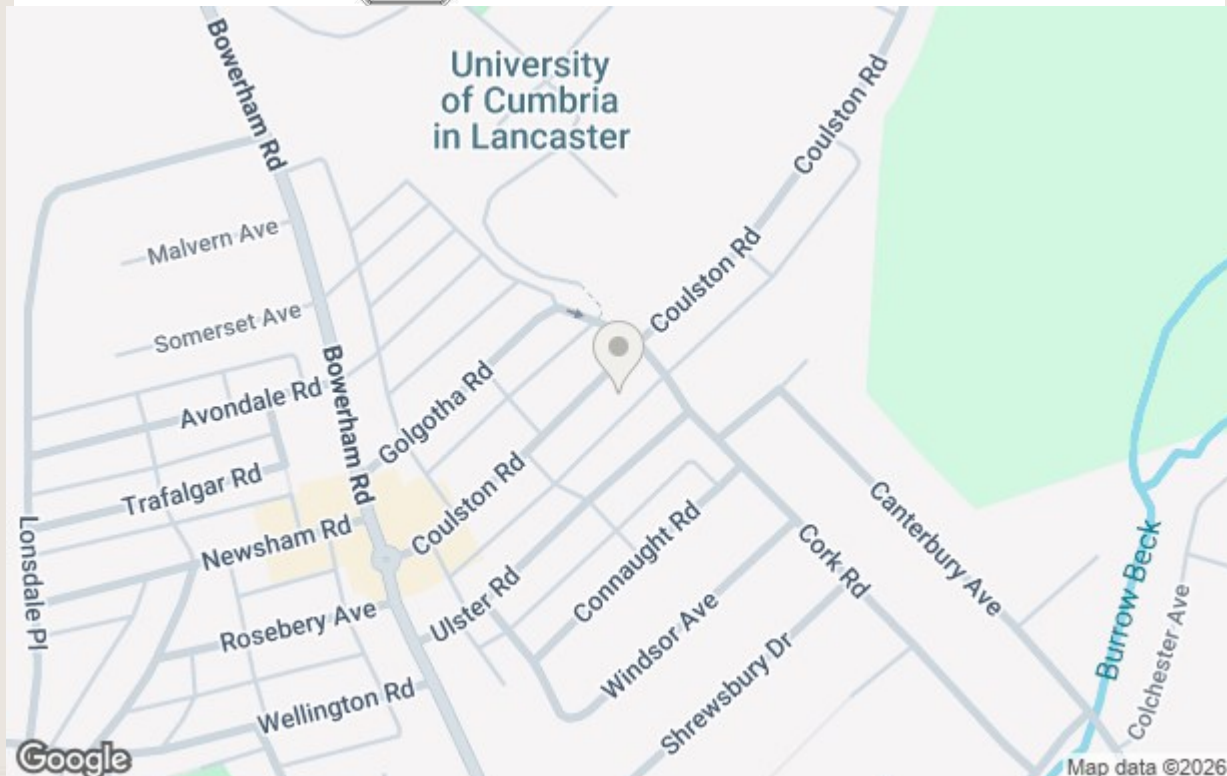 Bowerham Rd
University
of Cumbria
in Lancaster
Coulston Rd
Malvern Ave
Coulston Rd
Somerset Ave
Bowerham Rd
Avondale Rd
Golgotha Rd
Trafalgar Rd
Coulston Rd
Canterbury Ave
Newsham Rd
Connaught Rd
Cork Rd
Lonsdale Pl
Ulster Rd
Burrow Beck
Rosebery Ave
Windsor Ave
Colchester Ave
Shrewsbury Dr
Wellington Rd
Google
Map data ©2026